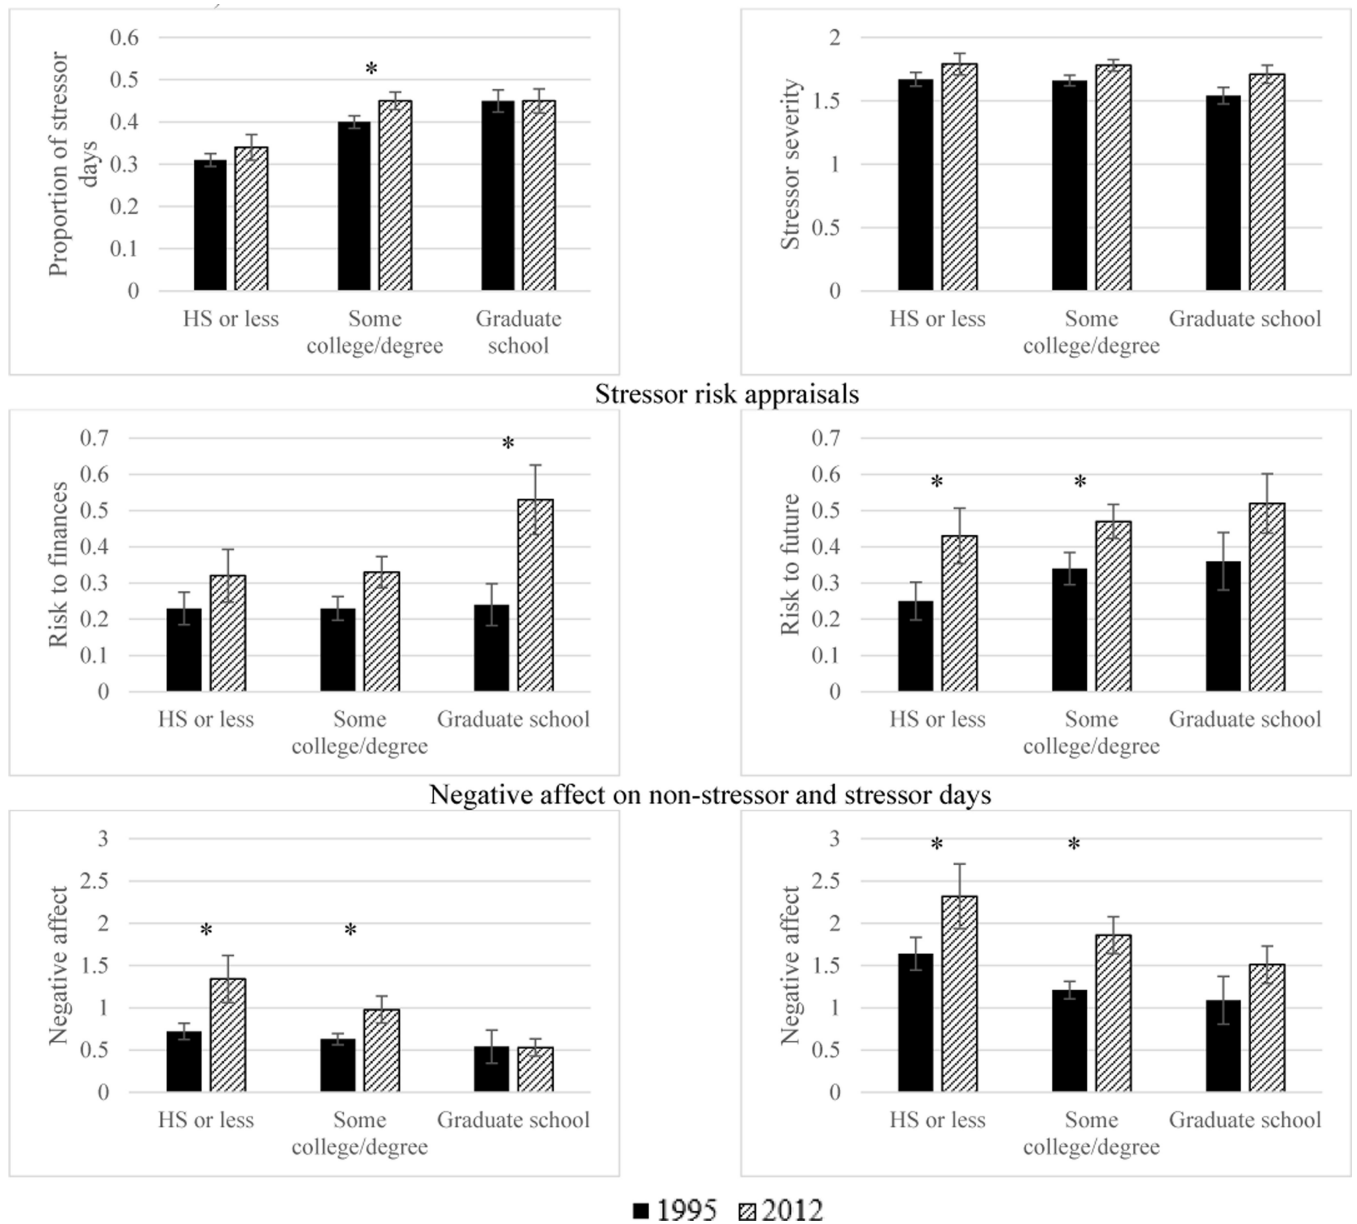 0.6
0.5
0.4
0.3
0.2
0.1
0
Proportion of stressor
days
*
HS or less
Some
college/degree
Graduate
school
2
1.5
1
0.5
0
Stressor severity
HS or less
Some
college/degree
Graduate school
Stressor risk appraisals
0.7
0.6
0.5
0.4
0.3
0.2
0.1
0
Risk to finances
*
HS or less
Some
college/degree
Graduate school
0.7
0.6
0.5
0.4
0.3
0.2
0.1
0
Risk to future
* *
HS or less
Some
college/degree
Graduate school
Negative affect on non-stressor and stressor days
3
2.5
2
1.5
1
0.5
0
Negative affect
* *
HS or less
Some
college/degree
Graduate school
3
2.5
2
1.5
1
0.5
0
Negative affect
* *
HS or less
Some
college/degree
Graduate school
1995 2012